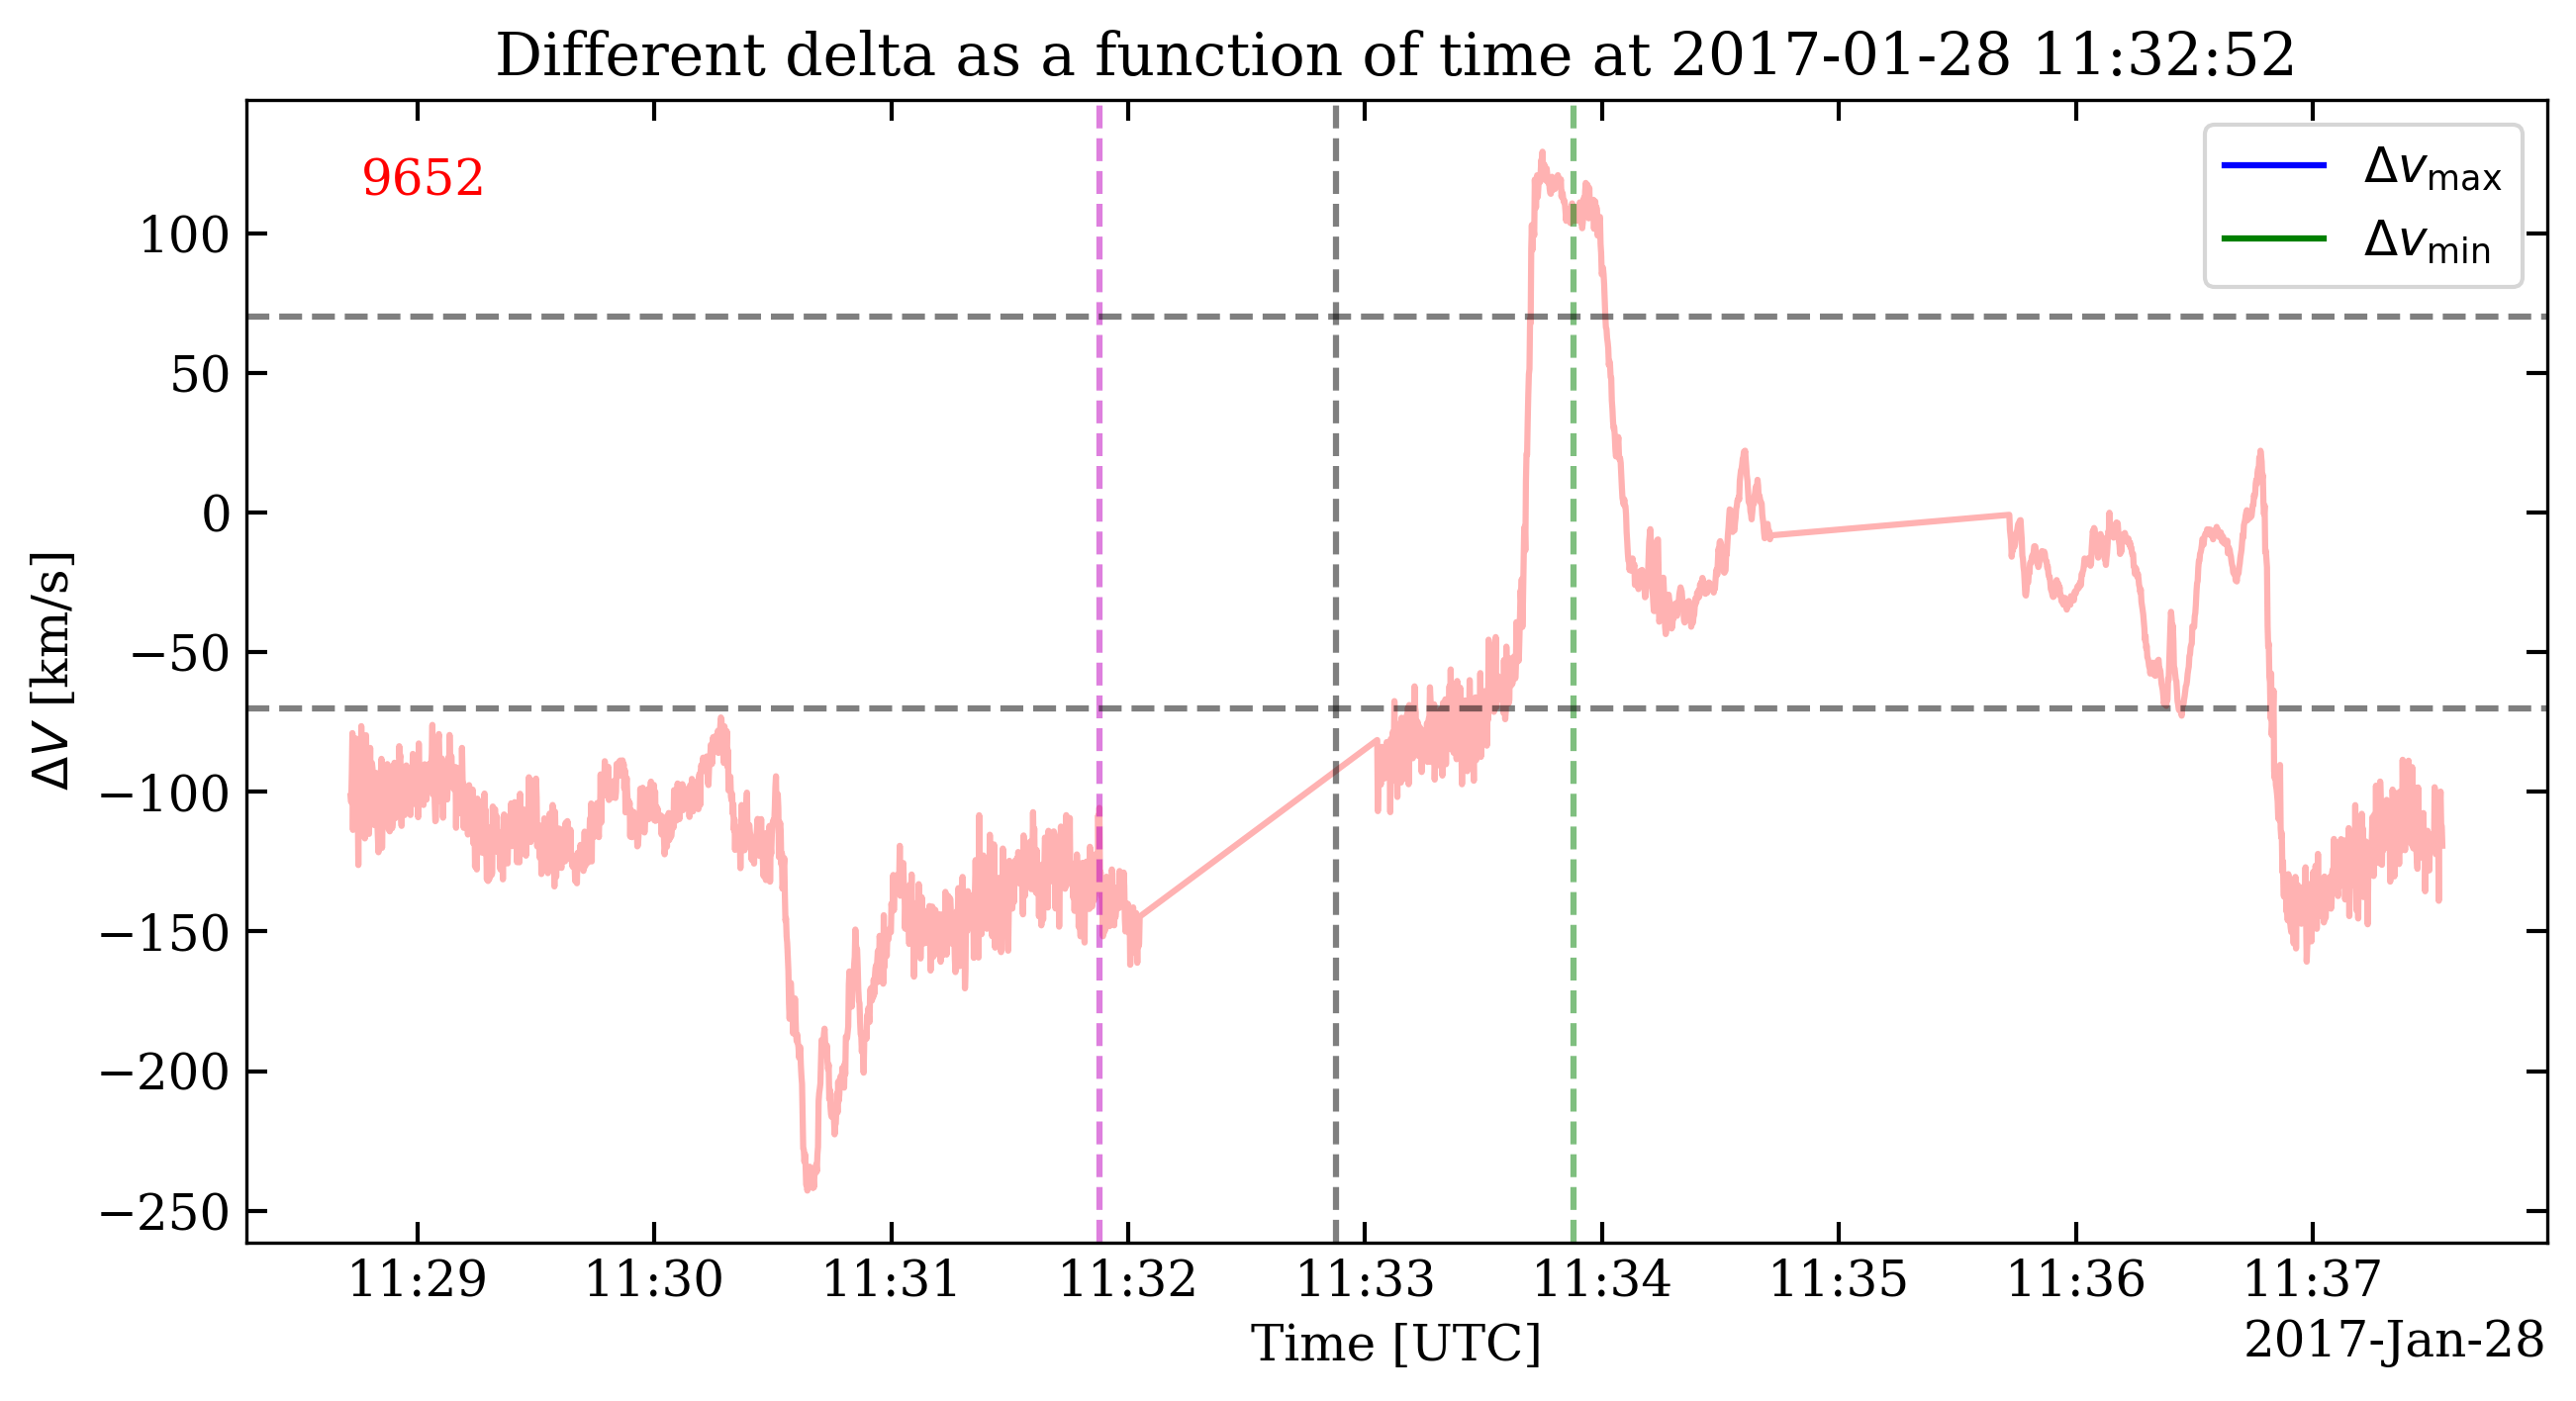 Different delta as a function of time at 2017-01-28 11:32:52
9652
Δv_max
Δv_min
100
50
0
−50
−100
−150
−200
−250
ΔV [km/s]
11:29 11:30 11:31 11:32 11:33 11:34 11:35 11:36 11:37
Time [UTC]
2017-Jan-28